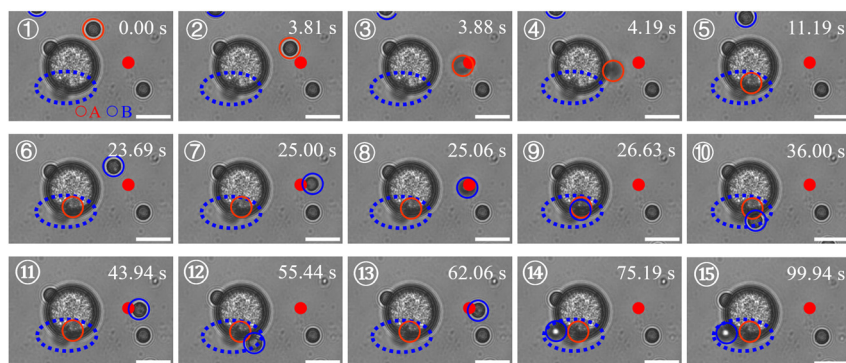 ① 0.00 s
② 3.81 s
③ 3.88 s
④ 4.19 s
⑤ 11.19 s
A B
⑥ 23.69 s
⑦ 25.00 s
⑧ 25.06 s
⑨ 26.63 s
⑩ 36.00 s
⑪ 43.94 s
⑫ 55.44 s
⑬ 62.06 s
⑭ 75.19 s
⑮ 99.94 s